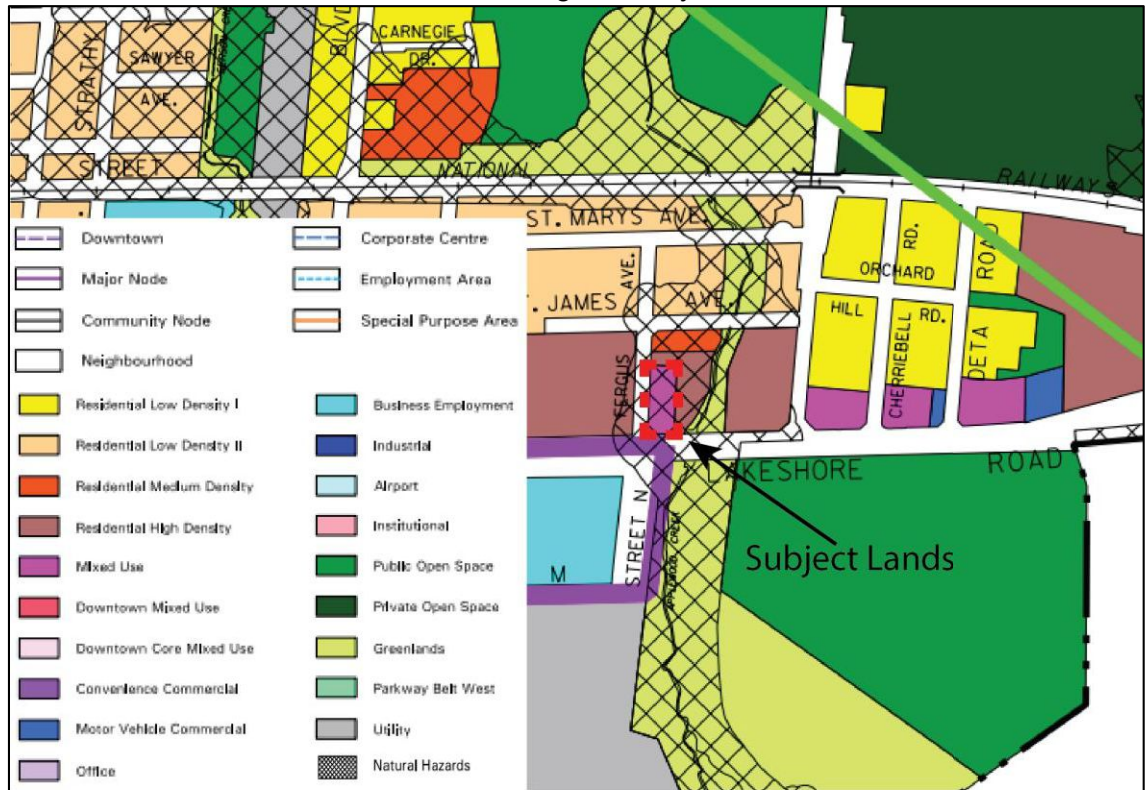 CARNEGIE
DR.
BLVD
SAWYER
AVE.
STRATHY
STREET
NATIONAL
RAILWAY
ST. MARYS AVE.
AVE.
RD.
ORCHARD
ROAD
T. JAMES AVE.
HILL
RD.
CHERRIEBELL
DETA
FERGUS
LAKESHORE
ROAD
STREET N
M
APPLEWOOD CREEK
Subject Lands
Downtown
Major Node
Community Node
Neighbourhood
Residential Low Density I
Residential Low Density II
Residential Medium Density
Residential High Density
Mixed Use
Downtown Mixed Use
Downtown Core Mixed Use
Convenience Commercial
Motor Vehicle Commercial
Office
Corporate Centre
Employment Area
Special Purpose Area
Business Employment
Industrial
Airport
Institutional
Public Open Space
Private Open Space
Greenlands
Parkway Belt West
Utility
Natural Hazards